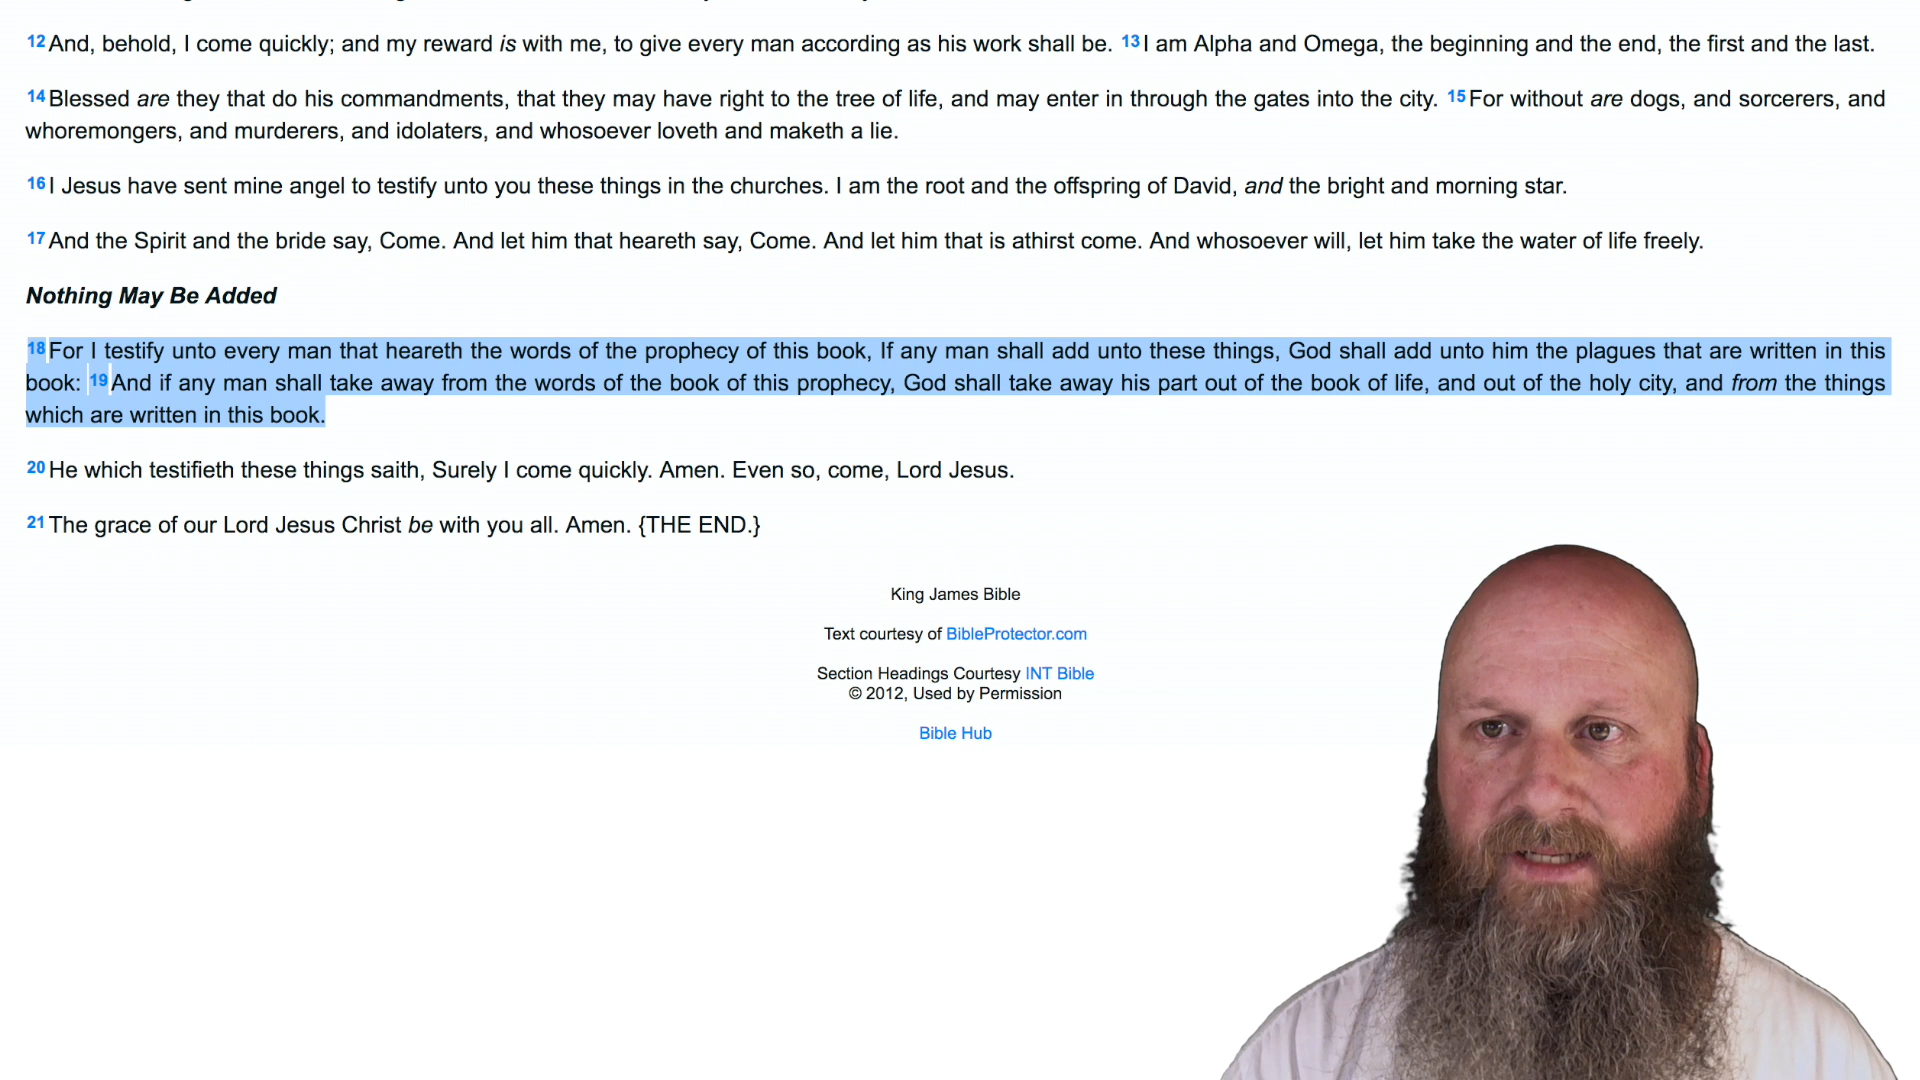 12 And, behold, I come quickly; and my reward is with me, to give every man according as his work shall be. 13 I am Alpha and Omega, the beginning and the end, the first and the last.
14 Blessed are they that do his commandments, that they may have right to the tree of life, and may enter in through the gates into the city. 15 For without are dogs, and sorcerers, and
whoremongers, and murderers, and idolaters, and whosoever loveth and maketh a lie.
16 I Jesus have sent mine angel to testify unto you these things in the churches. I am the root and the offspring of David, and the bright and morning star.
17 And the Spirit and the bride say, Come. And let him that heareth say, Come. And let him that is athirst come. And whosoever will, let him take the water of life freely.
Nothing May Be Added
18 For I testify unto every man that heareth the words of the prophecy of this book, If any man shall add unto these things, God shall add unto him the plagues that are written in this
book: 19 And if any man shall take away from the words of the book of this prophecy, God shall take away his part out of the book of life, and out of the holy city, and from the things
which are written in this book.
20 He which testifieth these things saith, Surely I come quickly. Amen. Even so, come, Lord Jesus.
21 The grace of our Lord Jesus Christ be with you all. Amen. {THE END.}
King James Bible
Text courtesy of BibleProtector.com
Section Headings Courtesy INT Bible
© 2012, Used by Permission
Bible Hub